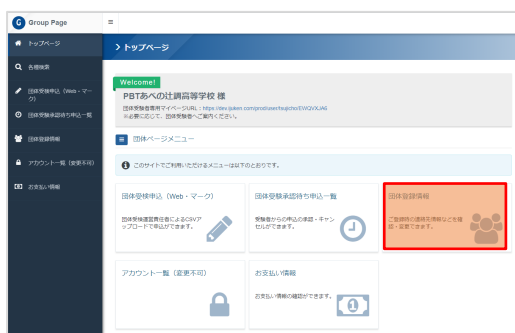 G Group Page
トップページ
各種検索
団体受検申込（Web・マーク）
団体受験承認待ち申込一覧
団体登録情報
アカウント一覧（変更不可）
お支払い情報
> トップページ
Welcome!
PBTあべの辻調高等学校 様
団体受験者専用マイページURL：
※必要に応じて、団体受験者へご案内ください。
団体ページメニュー
このサイトでご利用いただけるメニューは以下のとおりです。
団体受検申込（Web・マーク）
団体受検運営責任者によるCSVア
ップロードで申込ができます。
団体受験承認待ち申込一覧
受験者からの申込の承認・キャン
セルができます。
団体登録情報
ご登録時の連絡先情報などを確
認・変更できます。
アカウント一覧（変更不可）
お支払い情報
お支払い情報の確認ができます。